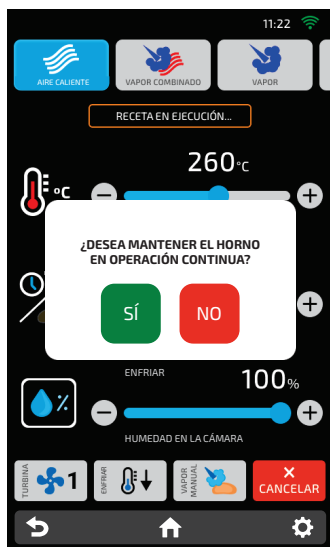 11:22
AIRE CALIENTE
VAPOR COMBINADO
VAPOR
RECETA EN EJECUCIÓN...
260°C
°C
¿DESEA MANTENER EL HORNO
EN OPERACIÓN CONTINUA?
SÍ
NO
ENFRIAR
100%
%
HUMEDAD EN LA CÁMARA
TURBINA
1
ENFRIAR
VAPOR
MANUAL
CANCELAR